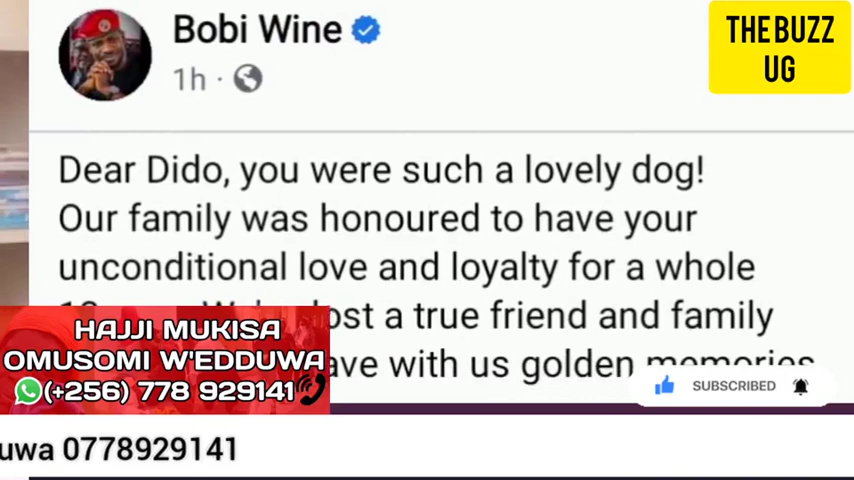 Bobi Wine
1h ·
THE BUZZ
UG
Dear Dido, you were such a lovely dog!
Our family was honoured to have your
unconditional love and loyalty for a whole
lost a true friend and family
with us golden memories
HAJJI MUKISA
OMUSOMI W'EDDUWA
(+256) 778 929141
SUBSCRIBED
0778929141